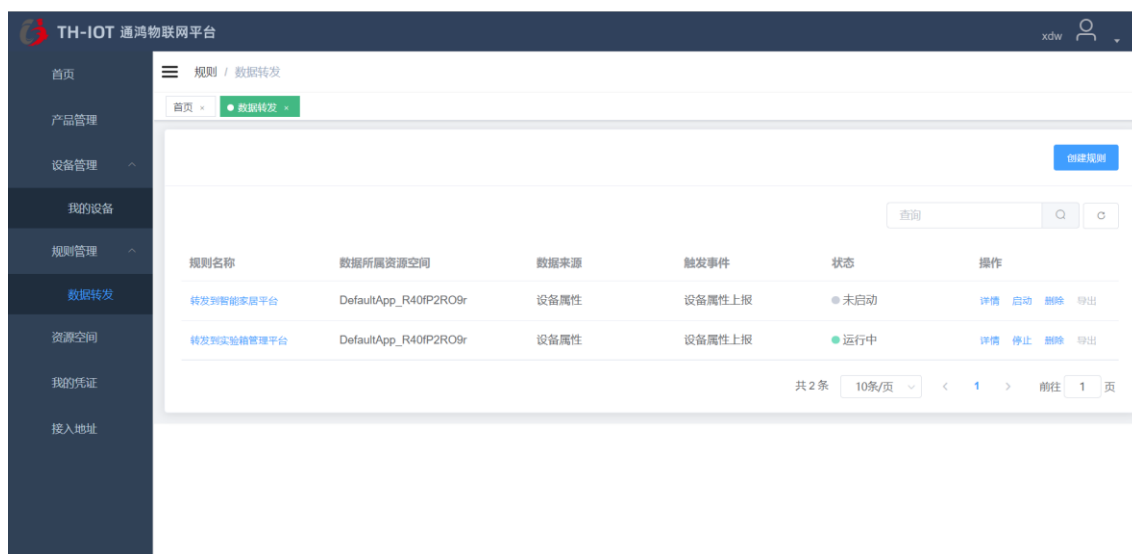 TH-IOT 通鸿物联网平台
xdw
首页
产品管理
设备管理
我的设备
规则管理
数据转发
资源空间
我的凭证
接入地址
规则 / 数据转发
首页 × 数据转发 ×
创建规则
查询
规则名称 数据所属资源空间 数据来源 触发事件 状态 操作
转发到智能家居平台 DefaultApp_R40fP2RO9r 设备属性 设备属性上报 未启动 详情 启动 删除 导出
转发到实验箱管理平台 DefaultApp_R40fP2RO9r 设备属性 设备属性上报 运行中 详情 停止 删除 导出
共 2 条 10条/页 < 1 > 前往 1 页